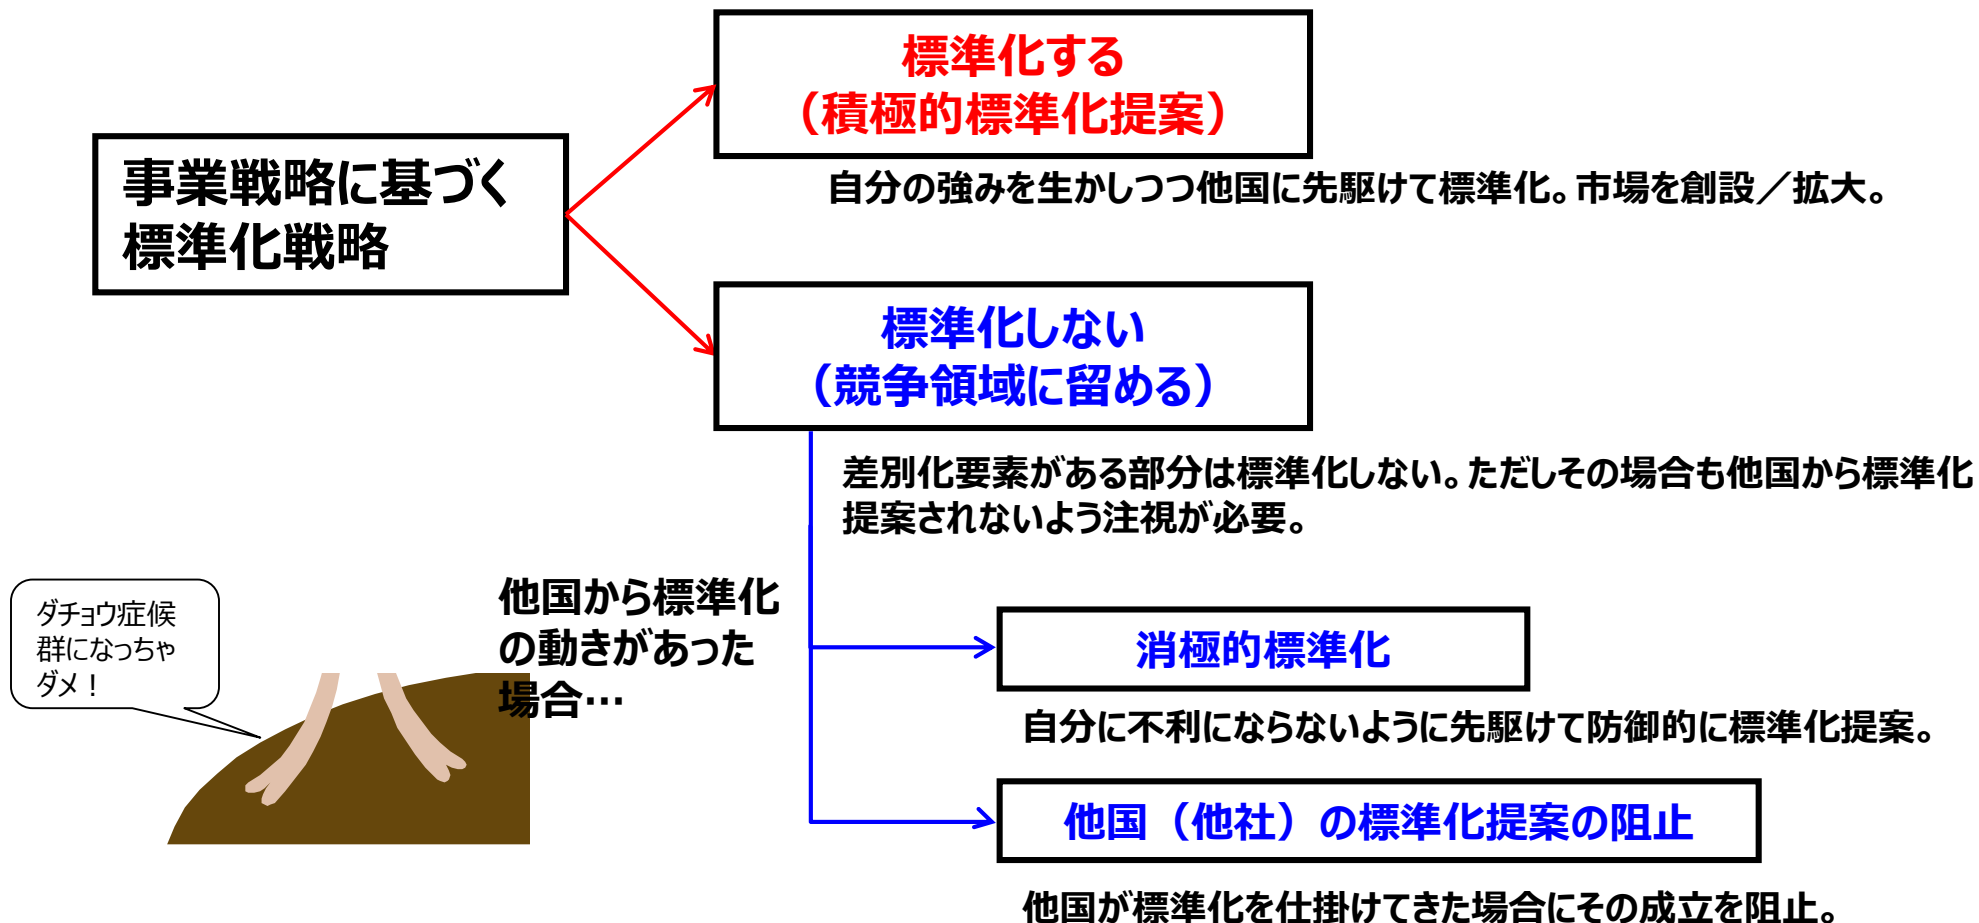 標準化する
（積極的標準化提案）
事業戦略に基づく
標準化戦略
自分の強みを生かしつつ他国に先駆けて標準化。市場を創設／拡大。
標準化しない
（競争領域に留める）
差別化要素がある部分は標準化しない。ただしその場合も他国から標準化
提案されないよう注視が必要。
他国から標準化
の動きがあった
場合…
ダチョウ症候
群になっちゃ
ダメ！
消極的標準化
自分に不利にならないように先駆けて防御的に標準化提案。
他国（他社）の標準化提案の阻止
他国が標準化を仕掛けてきた場合にその成立を阻止。